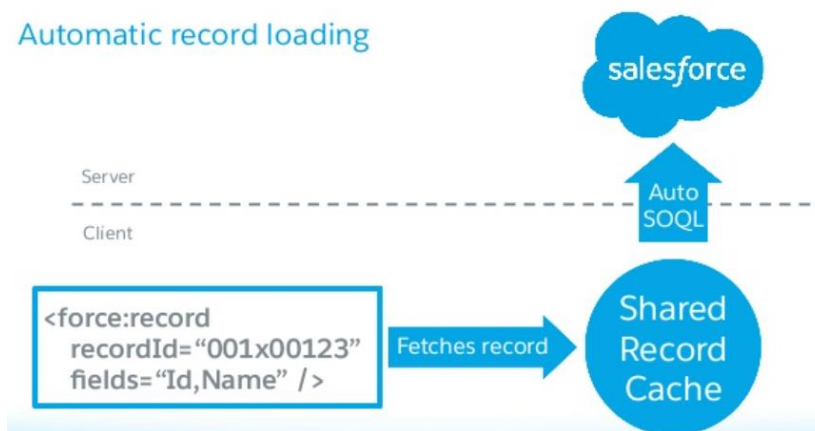 Automatic record loading
salesforce
Server
Auto
SOQL
Client
<force:record
recordId=“001x00123”
fields=“Id,Name” />
Fetches record
Shared
Record
Cache